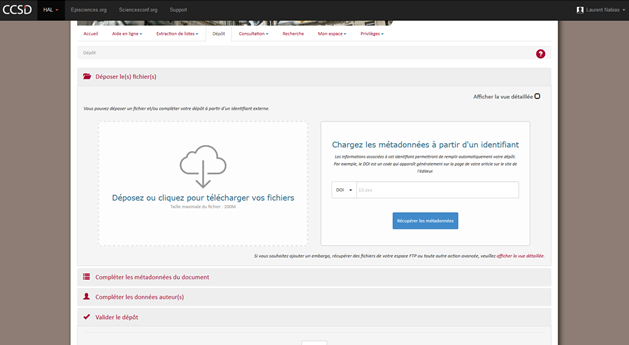 CCSD HAL Episciences.org Sciencesconf.org Support Laurent Nabias
Accueil Aide en ligne Extraction de listes Dépôt Consultation Recherche Mon espace Privilèges
Dépôt
Déposer le(s) fichier(s)
Afficher la vue détaillée
Vous pouvez déposer un fichier et/ou compléter votre dépôt à partir d'un identifiant externe.
Déposez ou cliquez pour télécharger vos fichiers
Taille maximale du fichier : 200M
Chargez les métadonnées à partir d'un identifiant
Les informations associées à cet identifiant permettront de remplir automatiquement votre dépôt.
Par exemple, le DOI est un code qui apparaît généralement sur la page de votre article sur le site de
l'éditeur.
DOI 10.xxx
Récupérer les métadonnées
Si vous souhaitez ajouter un embargo, récupérer des fichiers de votre espace FTP ou toute autre action avancée, veuillez afficher la vue détaillée.
Compléter les métadonnées du document
Compléter les données auteur(s)
Valider le dépôt